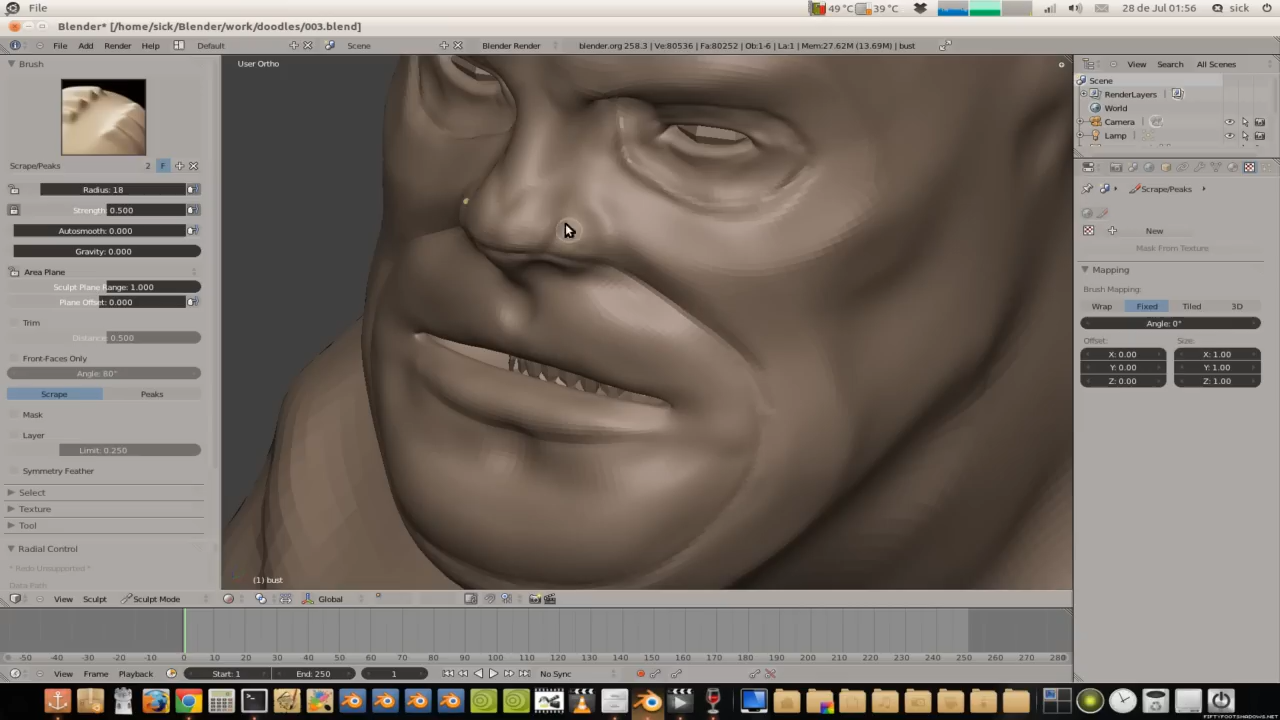 File
49 °C
39 °C
28 de Jul 01:56
sick
Blender* [/home/sick/Blender/work/doodles/003.blend]
File Add Render Help
Default
Scene
Blender Render
blender.org 258.3 | Ve:80536 | Fa:80252 | Ob:1-6 | La:1 | Mem:27.62M (13.69M) | bust
Brush
User Ortho
View Search All Scenes
Scene
RenderLayers
World
Camera
Lamp
Scrape/Peaks 2 F
Radius: 18
Strength: 0.500
Autosmooth: 0.000
Gravity: 0.000
Area Plane
Sculpt Plane Range: 1.000
Plane Offset: 0.000
Trim
Distance: 0.500
Front-Faces Only
Angle: 80°
Scrape Peaks
Mask
Layer
Limit: 0.250
Symmetry Feather
Select
Texture
Tool
Radial Control
* Redo Unsupported *
Data Path
Scrape/Peaks
New
Mask From Texture
Mapping
Brush Mapping:
Wrap Fixed Tiled 3D
Angle: 0°
Offset: Size:
X: 0.00 X: 1.00
Y: 0.00 Y: 1.00
Z: 0.00 Z: 1.00
(1) bust
View Sculpt Sculpt Mode Global
-50 -40 -30 -20 -10 0 10 20 30 40 50 60 70 80 90 100 110 120 130 140 150 160 170 180 190 200 210 220 230 240 250 260 270 280
View Frame Playback Start: 1 End: 250 1 No Sync
FIFTYFOOTSHADOWS.NET